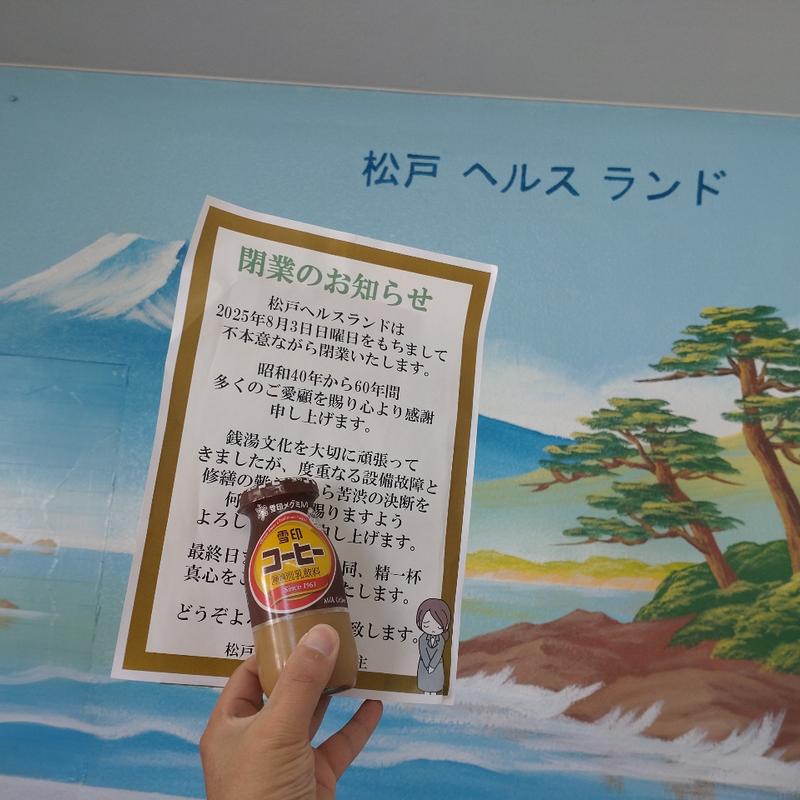 松戸 ヘルス ランド
閉業のお知らせ
松戸ヘルスランドは
2025年8月3日日曜日をもちまして
不本意ながら閉業いたします。
昭和40年から60年間
多くのご愛顧を賜り心より感謝
申し上げます。
銭湯文化を大切に頑張って
きましたが、度重なる設備故障と
修繕の難 ら苦渋の決断を
何 賜りますよう
よろし 申し上げます。
最終日ま 同、精一杯
真心を たします。
どうぞよ 致します。
松戸 主
雪印メグミルク
雪印
コーヒー
Since 1963